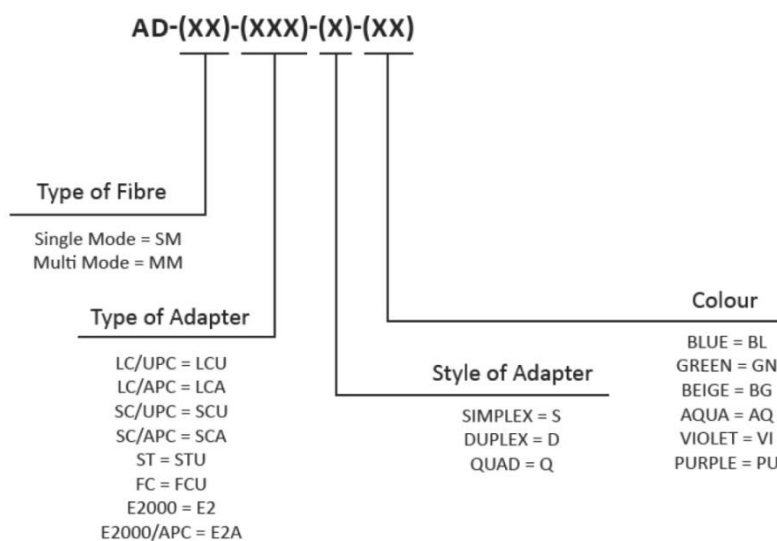 AD-(XX)-(XXX)-(X)-(XX)
Type of Fibre
Single Mode = SM
Multi Mode = MM
Type of Adapter
LC/UPC = LCU
LC/APC = LCA
SC/UPC = SCU
SC/APC = SCA
ST = STU
FC = FCU
E2000 = E2
E2000/APC = E2A
Style of Adapter
SIMPLEX = S
DUPLEX = D
QUAD = Q
Colour
BLUE = BL
GREEN = GN
BEIGE = BG
AQUA = AQ
VIOLET = VI
PURPLE = PU